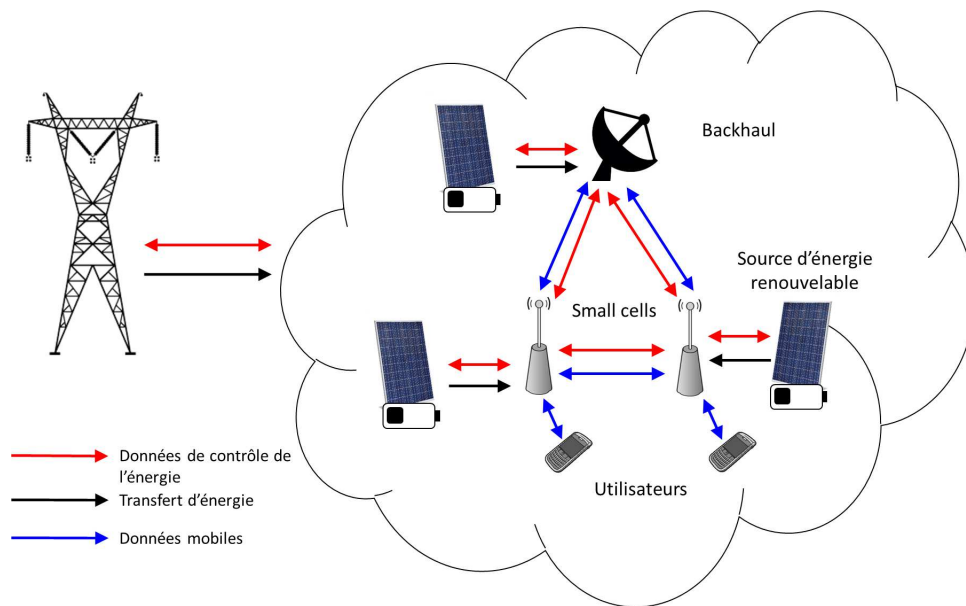 Backhaul
Source d'énergie
renouvelable
Small cells
Utilisateurs
Données de contrôle de
l'énergie
Transfert d'énergie
Données mobiles